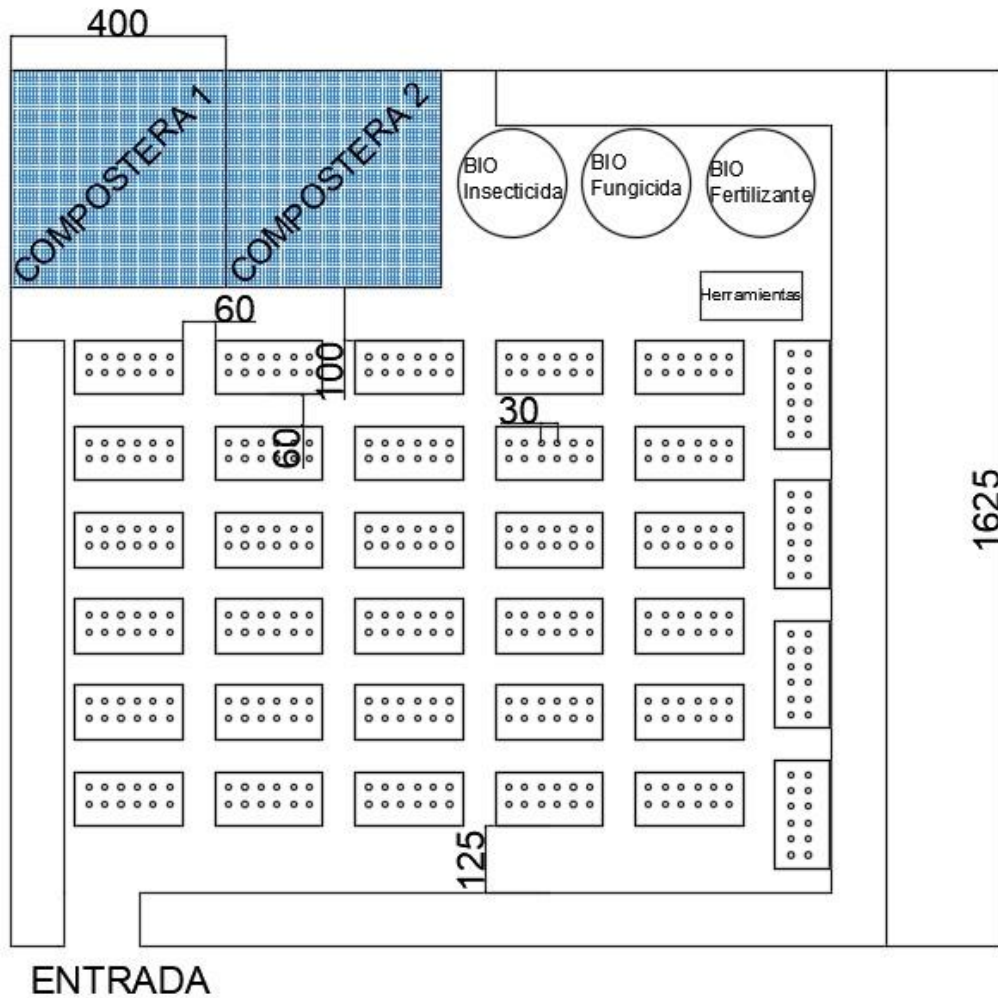 400
COMPOSTERA 1
COMPOSTERA 2
BIO
Insecticida
BIO
Fungicida
BIO
Fertilizante
Herramientas
60
100
30
60
1625
125
ENTRADA